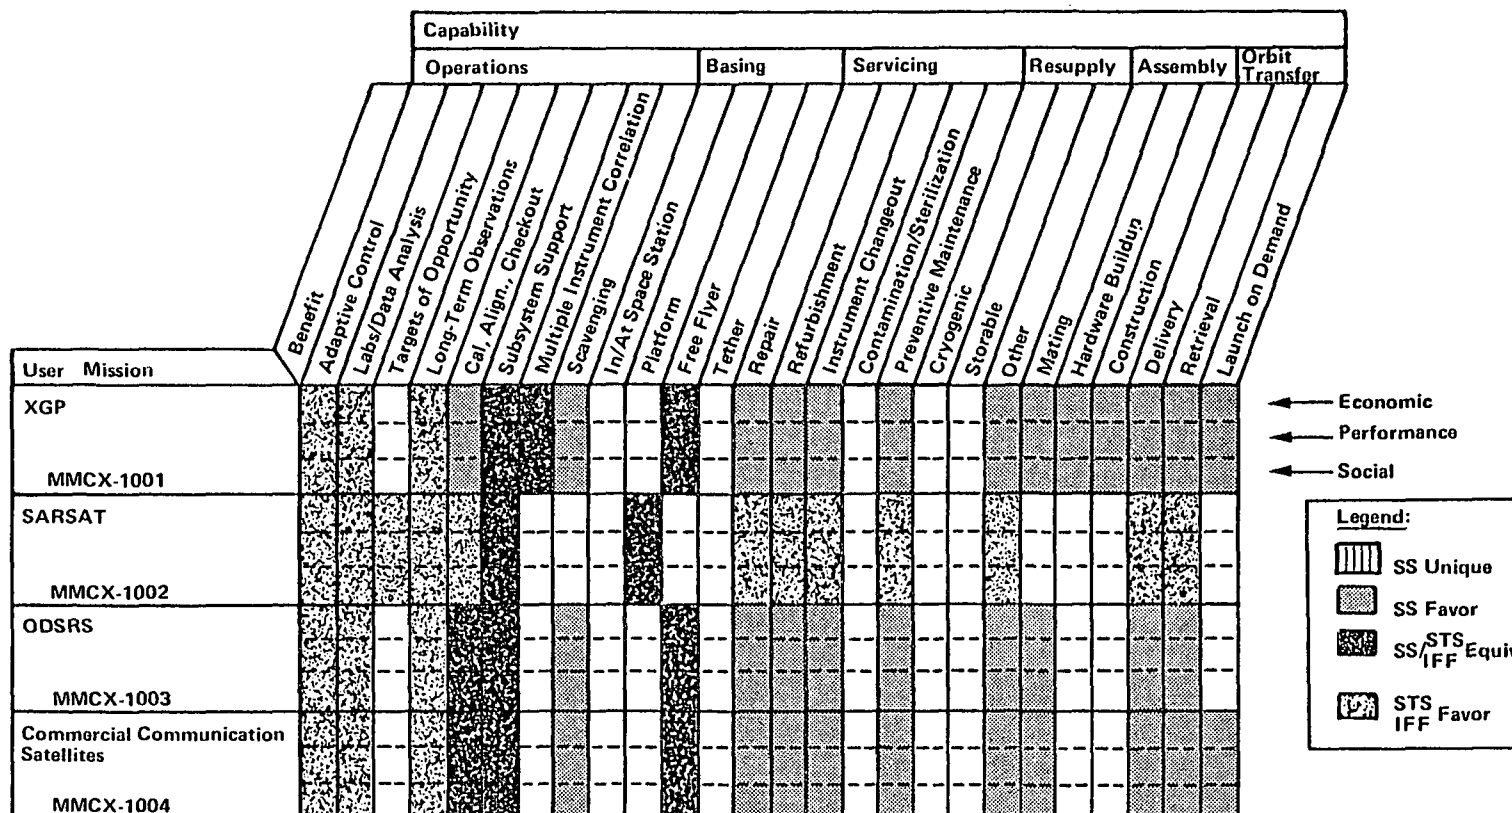 Capability
Operations
Basing
Servicing
Resupply
Assembly
Orbit
Transfer
Benefit
Adaptive Control
Labs/Data Analysis
Targets of Opportunity
Long-Term Observations
Cal, Align., Checkout
Subsystem Support
Multiple Instrument Correlation
Scavenging
In/At Space Station
Platform
Free Flyer
Tether
Repair
Refurbishment
Instrument Changeout
Contamination/Sterilization
Preventive Maintenance
Cryogenic
Storable
Other
Mating
Hardware Buildup
Construction
Delivery
Retrieval
Launch on Demand
User Mission
XGP
MMCX-1001
SARSAT
MMCX-1002
ODSRS
MMCX-1003
Commercial Communication
Satellites
MMCX-1004
Economic
Performance
Social
Legend:
SS Unique
SS Favor
SS/STS IFF Equiv
STS
IFF Favor